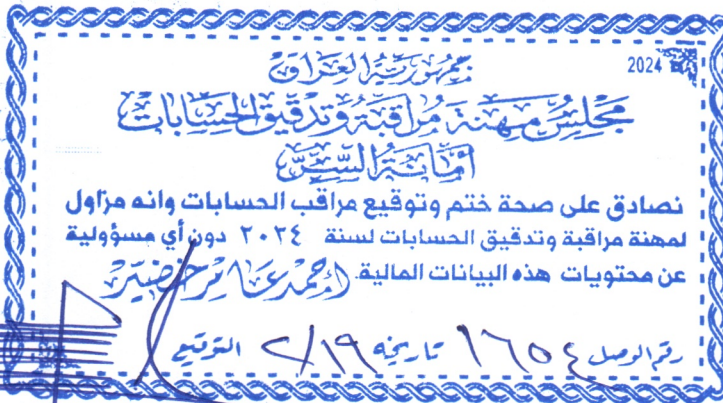 2024
جمهورية العراق
مجلس مهنة مراقبة وتدقيق الحسابات
أمانة السر
نصادق على صحة ختم وتوقيع مراقب الحسابات وانه مزاول
لمهنة مراقبة وتدقيق الحسابات لسنة ٢٠٢٤ دون أي مسؤولية
عن محتويات هذه البيانات المالية. احمد عامر خضير
رقم الوصل ١٦٥٤ تاريخه ٢/١٩ التوقيع